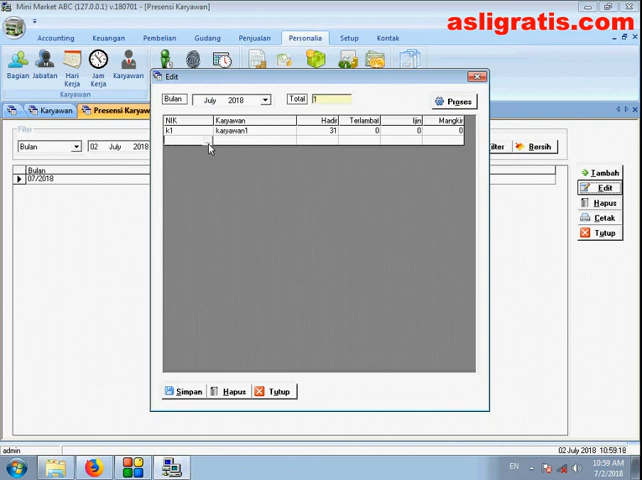 Mini Market ABC (127.0.0.1) v.180701 - [Presensi Karyawan]
asligratis.com
Accounting Keuangan Pembelian Gudang Penjualan Personalia Setup Kontak
Bagian Jabatan Hari Kerja Jam Kerja Karyawan
Karyawan
Karyawan Presensi Karyaw
Filter
Bulan 02 July 2018 Filter Bersih
Bulan
07/2018
Tambah
Edit
Hapus
Cetak
Tutup
Edit
Bulan July 2018 Total 1 Proses
NIK Karyawan Hadir Terlambat Ijin Mangkir
k1 karyawan1 31 0 0 0
Simpan Hapus Tutup
admin 02 July 2018 10:59:18
EN 10:59 AM
7/2/2018